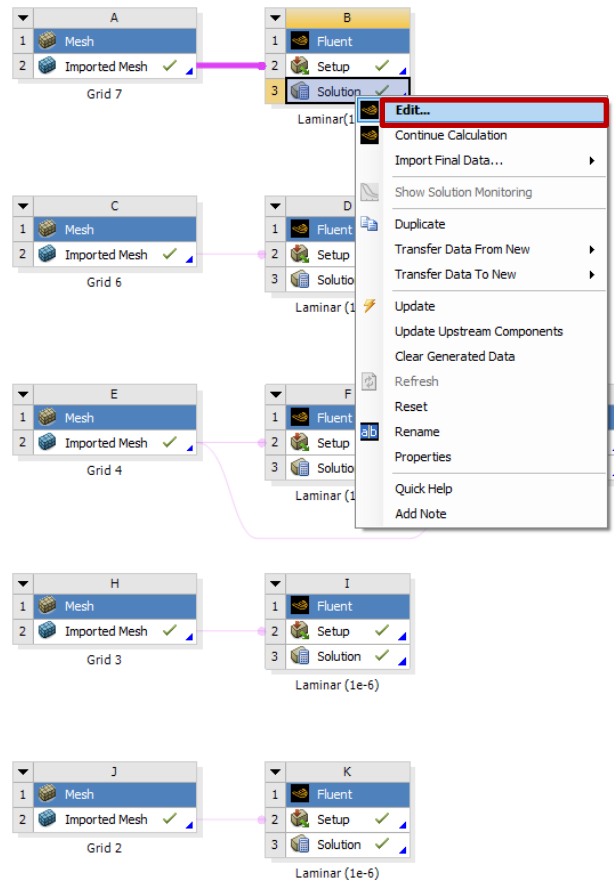 A
1 Mesh
2 Imported Mesh
Grid 7
B
1 Fluent
2 Setup
3 Solution
Laminar(1
Edit...
Continue Calculation
Import Final Data...
Show Solution Monitoring
Duplicate
Transfer Data From New
Transfer Data To New
Update
Update Upstream Components
Clear Generated Data
Refresh
Reset
a|b Rename
Properties
Quick Help
Add Note
C
1 Mesh
2 Imported Mesh
Grid 6
D
1 Fluent
2 Setup
3 Solutio
Laminar (1
E
1 Mesh
2 Imported Mesh
Grid 4
F
1 Fluent
2 Setup
3 Solutio
Laminar (1
H
1 Mesh
2 Imported Mesh
Grid 3
I
1 Fluent
2 Setup
3 Solution
Laminar (1e-6)
J
1 Mesh
2 Imported Mesh
Grid 2
K
1 Fluent
2 Setup
3 Solution
Laminar (1e-6)